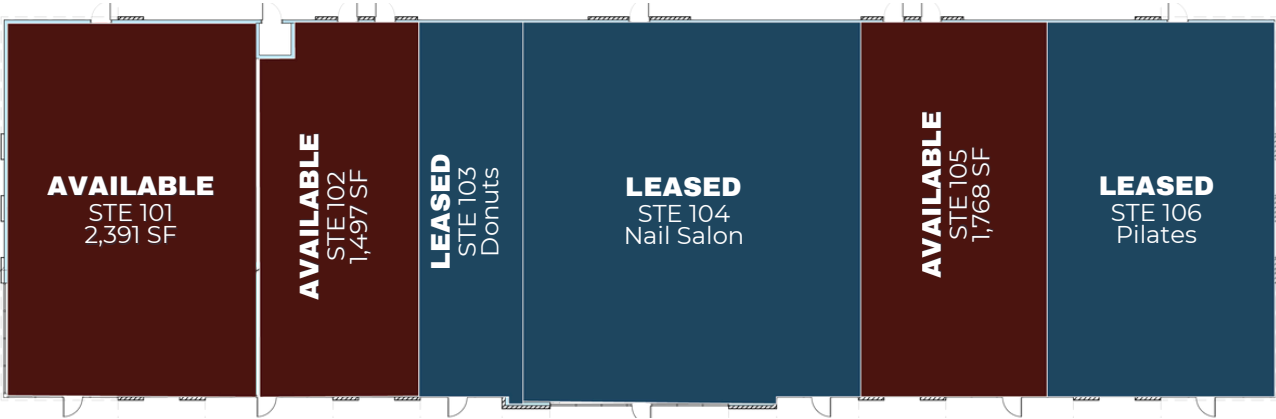 AVAILABLE
STE 101
2,391 SF
AVAILABLE
STE 102
1,497 SF
LEASED
STE 103
Donuts
LEASED
STE 104
Nail Salon
AVAILABLE
STE 105
1,768 SF
LEASED
STE 106
Pilates